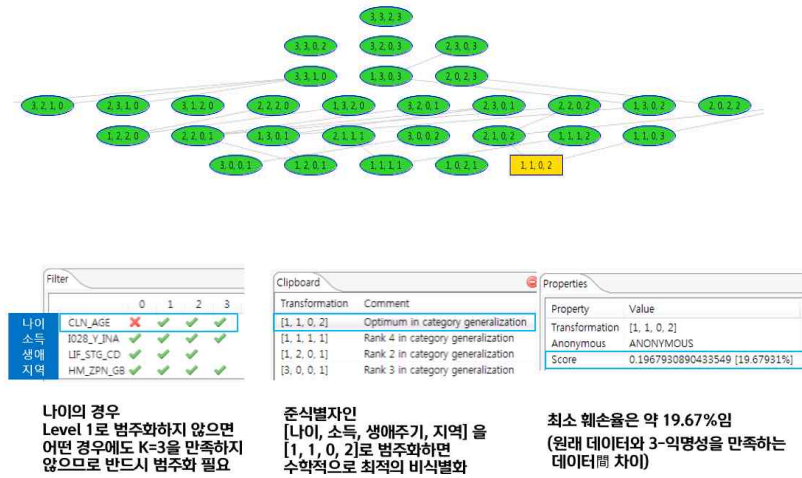 3, 3, 2, 3
3, 3, 0, 2
3, 2, 0, 3
2, 3, 0, 3
3, 3, 1, 0
1, 3, 0, 3
2, 0, 2, 3
3, 2, 1, 0
2, 3, 1, 0
3, 1, 2, 0
2, 2, 2, 0
1, 3, 2, 0
3, 2, 0, 1
2, 3, 0, 1
2, 2, 0, 2
1, 3, 0, 2
2, 0, 2, 2
1, 2, 2, 0
2, 2, 0, 1
1, 3, 0, 1
2, 1, 1, 1
3, 0, 0, 2
2, 1, 0, 2
1, 1, 1, 2
1, 1, 0, 3
3, 0, 0, 1
1, 2, 0, 1
1, 1, 1, 1
1, 0, 2, 1
1, 1, 0, 2
Filter
0 1 2 3
나이 CLN_AGE
소득 I028_Y_INA
생애 LIF_STG_CD
지역 HM_ZPN_GB
나이의 경우
Level 1로 범주화하지 않으면
어떤 경우에도 K=3을 만족하지
않으므로 반드시 범주화 필요
Clipboard
Transformation Comment
[1, 1, 0, 2] Optimum in category generalization
[1, 1, 1, 1] Rank 4 in category generalization
[1, 2, 0, 1] Rank 2 in category generalization
[3, 0, 0, 1] Rank 3 in category generalization
준식별자인
[나이, 소득, 생애주기, 지역] 을
[1, 1, 0, 2]로 범주화하면
수학적으로 최적의 비식별화
Properties
Property Value
Transformation [1, 1, 0, 2]
Anonymous ANONYMOUS
Score 0.1967930890433549 [19.67931%]
최소 훼손율은 약 19.67%임
(원래 데이터와 3-익명성을 만족하는
데이터間 차이)